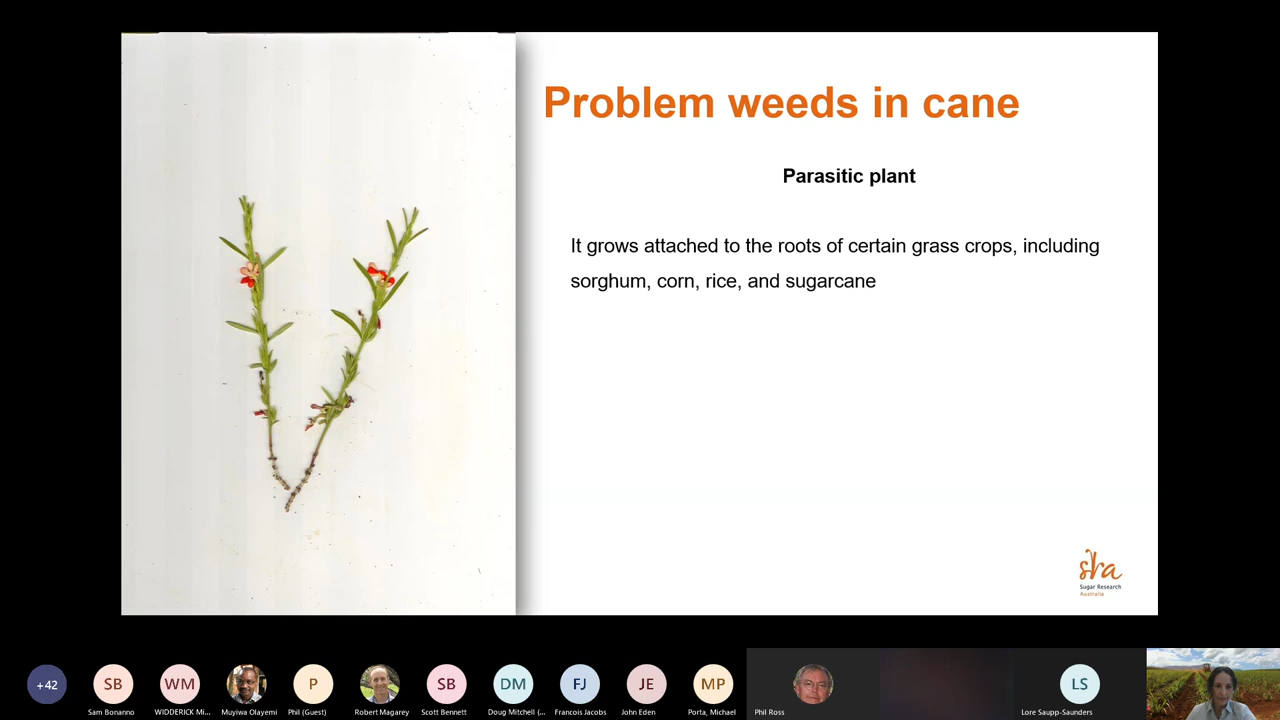 Problem weeds in cane
Parasitic plant
It grows attached to the roots of certain grass crops, including
sorghum, corn, rice, and sugarcane
sra
Sugar Research
Australia
+42
SB
WM
P
SB
DM
FJ
JE
MP
LS
Sam Bonanno
WIDDERICK Mi...
Muyiwa Olayemi
Phil (Guest)
Robert Magarey
Scott Bennett
Doug Mitchell (...
Francois Jacobs
John Eden
Porta, Michael
Phil Ross
Lore Saupp-Saunders